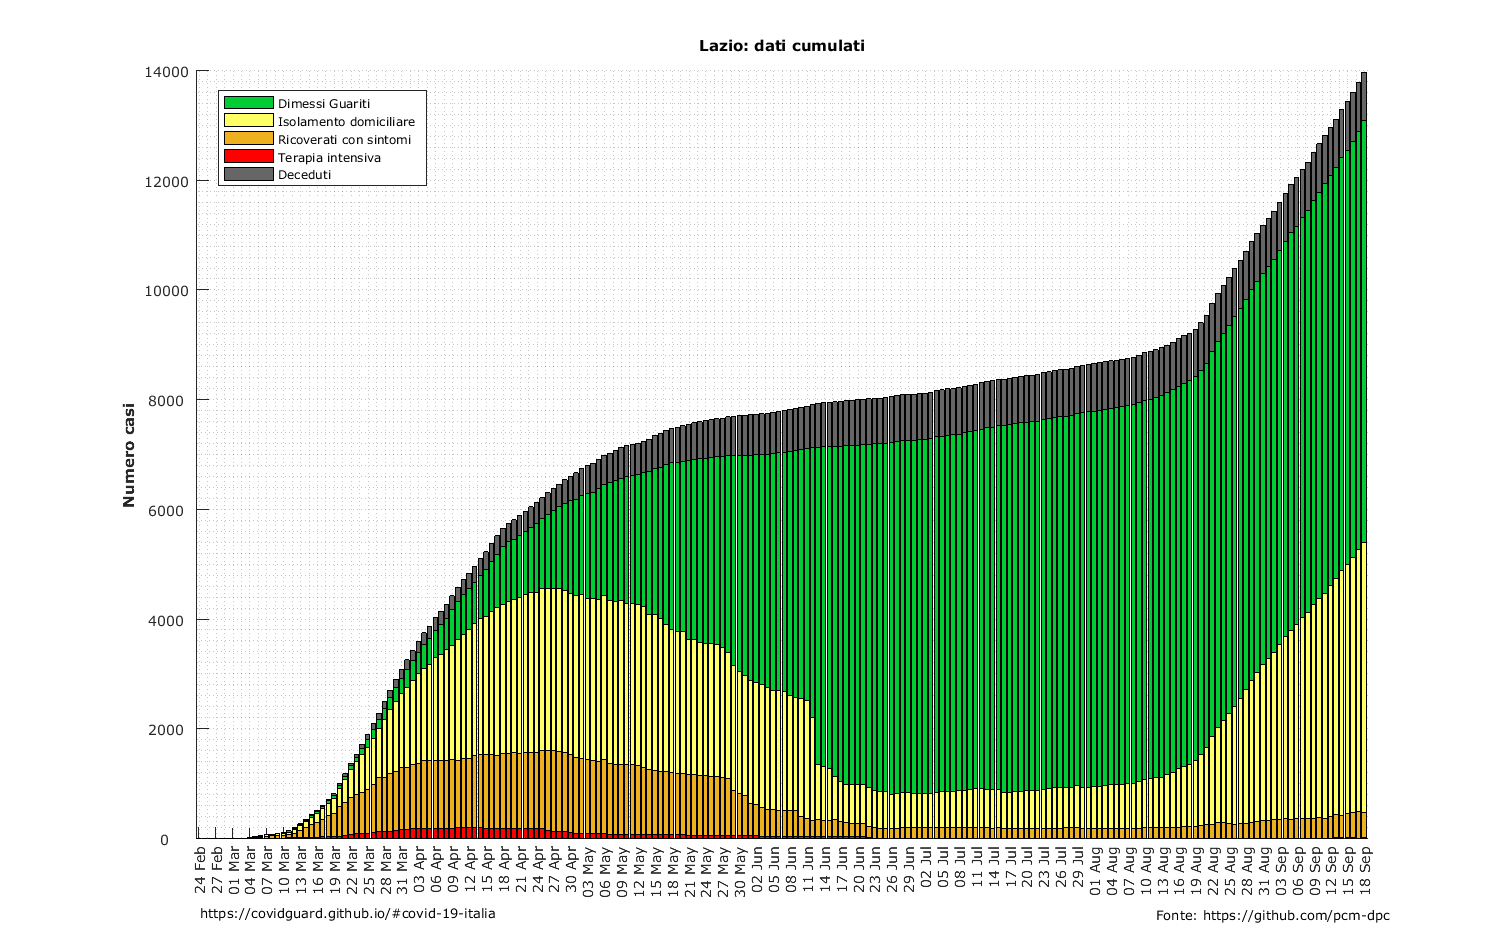 Lazio: dati cumulati
14000
12000
10000
8000
6000
4000
2000
0
Numero casi
Dimessi Guariti
Isolamento domiciliare
Ricoverati con sintomi
Terapia intensiva
Deceduti
24 Feb
27 Feb
01 Mar
04 Mar
07 Mar
10 Mar
13 Mar
16 Mar
19 Mar
22 Mar
25 Mar
28 Mar
31 Mar
03 Apr
06 Apr
09 Apr
12 Apr
15 Apr
18 Apr
21 Apr
24 Apr
27 Apr
30 Apr
03 May
06 May
09 May
12 May
15 May
18 May
21 May
24 May
27 May
30 May
02 Jun
05 Jun
08 Jun
11 Jun
14 Jun
17 Jun
20 Jun
23 Jun
26 Jun
29 Jun
02 Jul
05 Jul
08 Jul
11 Jul
14 Jul
17 Jul
20 Jul
23 Jul
26 Jul
29 Jul
01 Aug
04 Aug
07 Aug
10 Aug
13 Aug
16 Aug
19 Aug
22 Aug
25 Aug
28 Aug
31 Aug
03 Sep
06 Sep
09 Sep
12 Sep
15 Sep
18 Sep
https://covidguard.github.io/#covid-19-italia
Fonte: https://github.com/pcm-dpc